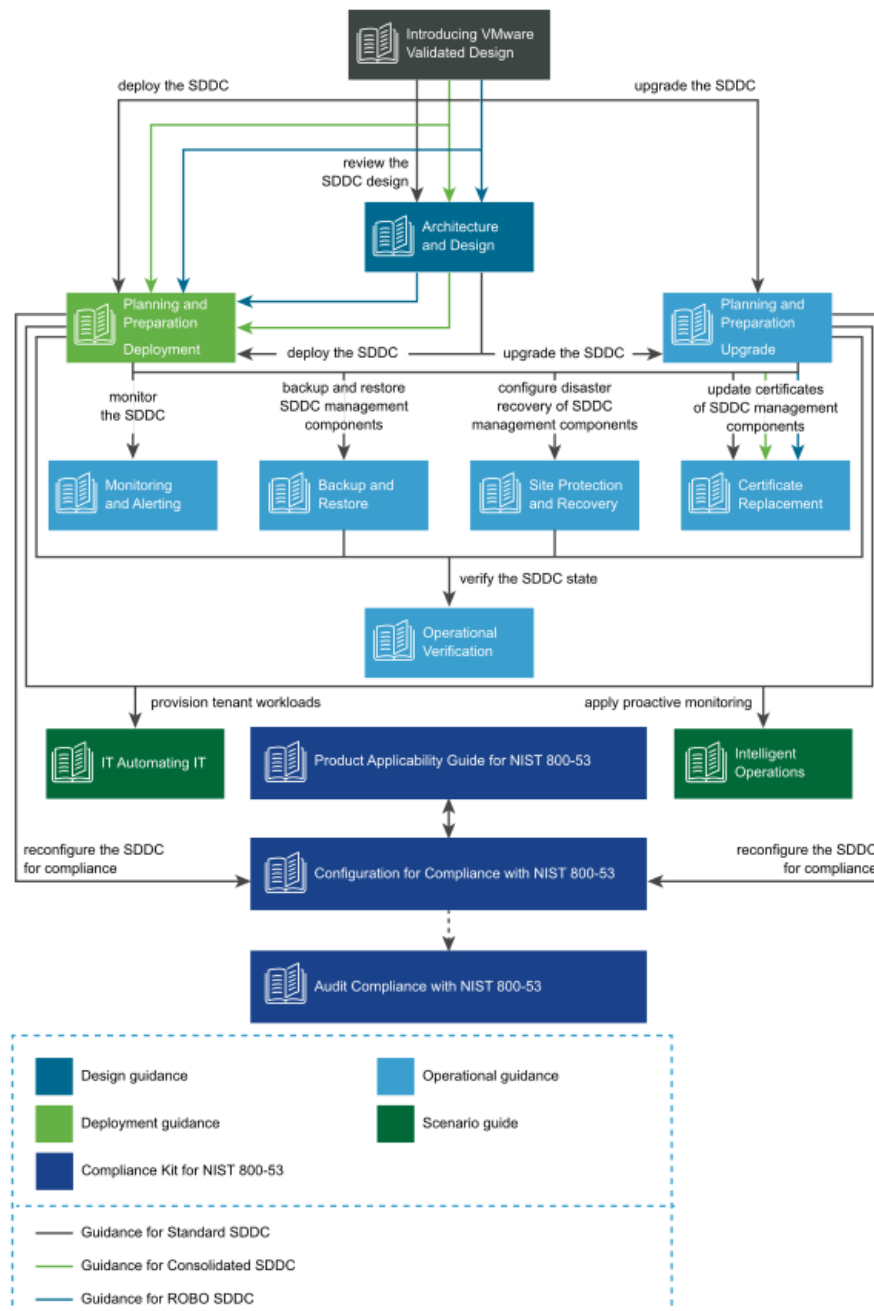 Introducing VMware
Validated Design
deploy the SDDC
upgrade the SDDC
review the
SDDC design
Architecture
and Design
Planning and
Preparation
Deployment
Planning and
Preparation
Upgrade
deploy the SDDC
upgrade the SDDC
monitor
the SDDC
backup and restore
SDDC management
components
configure disaster
recovery of SDDC
management components
update certificates
of SDDC management
components
Monitoring
and Alerting
Backup and
Restore
Site Protection
and Recovery
Certificate
Replacement
verify the SDDC state
Operational
Verification
provision tenant workloads
apply proactive monitoring
IT Automating IT
Product Applicability Guide for NIST 800-53
Intelligent
Operations
reconfigure the SDDC
for compliance
Configuration for Compliance with NIST 800-53
reconfigure the SDDC
for compliance
Audit Compliance with NIST 800-53
Design guidance
Operational guidance
Deployment guidance
Scenario guide
Compliance Kit for NIST 800-53
Guidance for Standard SDDC
Guidance for Consolidated SDDC
Guidance for ROBO SDDC